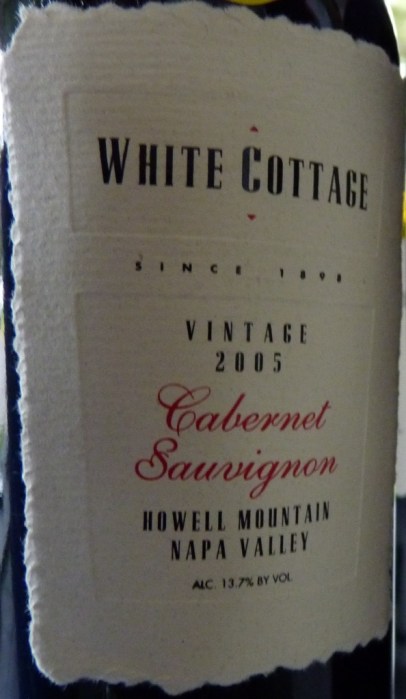 WHITE COTTAGE
SINCE 1898
VINTAGE
2005
Cabernet
Sauvignon
HOWELL MOUNTAIN
NAPA VALLEY
ALC. 13.7% BY VOL.